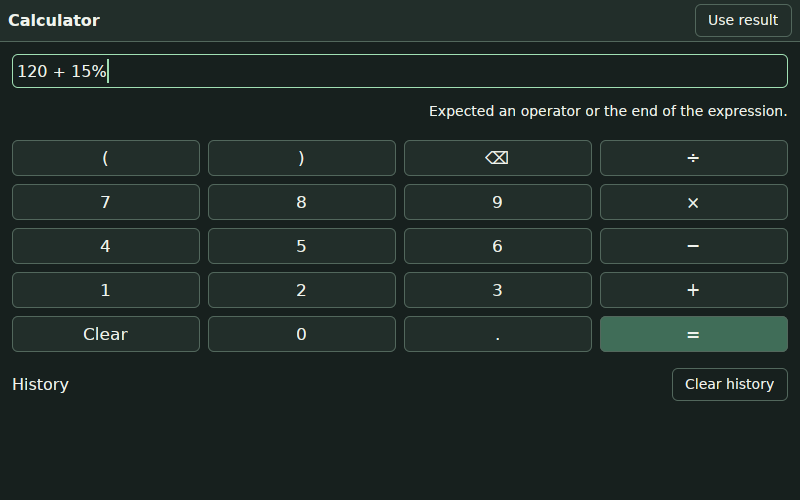 Calculator
Use result
120 + 15%
Expected an operator or the end of the expression.
( ) ⌫ ÷
7 8 9 ×
4 5 6 −
1 2 3 +
Clear 0 . =
History
Clear history